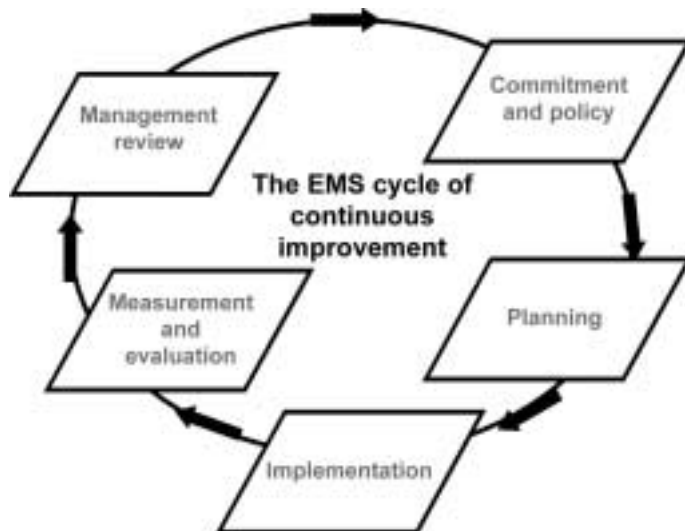 Commitment
and policy
Management
review
The EMS cycle of
continuous
improvement
Planning
Measurement
and
evaluation
Implementation